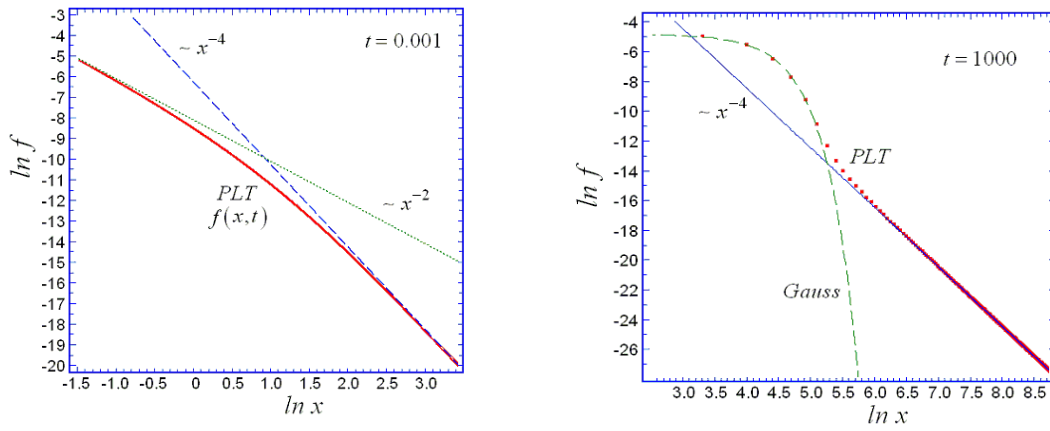 -3
-4
-5
-6
-7
-8
-9
-10
-11
-12
-13
-14
-15
-16
-17
-18
-19
-20
ln f
-1.5 -1.0 -0.5 0 0.5 1.0 1.5 2.0 2.5 3.0
ln x
~ x⁻⁴
t = 0.001
~ x⁻²
PLT
f(x,t)
-4
-6
-8
-10
-12
-14
-16
-18
-20
-22
-24
-26
ln f
3.0 3.5 4.0 4.5 5.0 5.5 6.0 6.5 7.0 7.5 8.0 8.5
ln x
t = 1000
~ x⁻⁴
PLT
Gauss